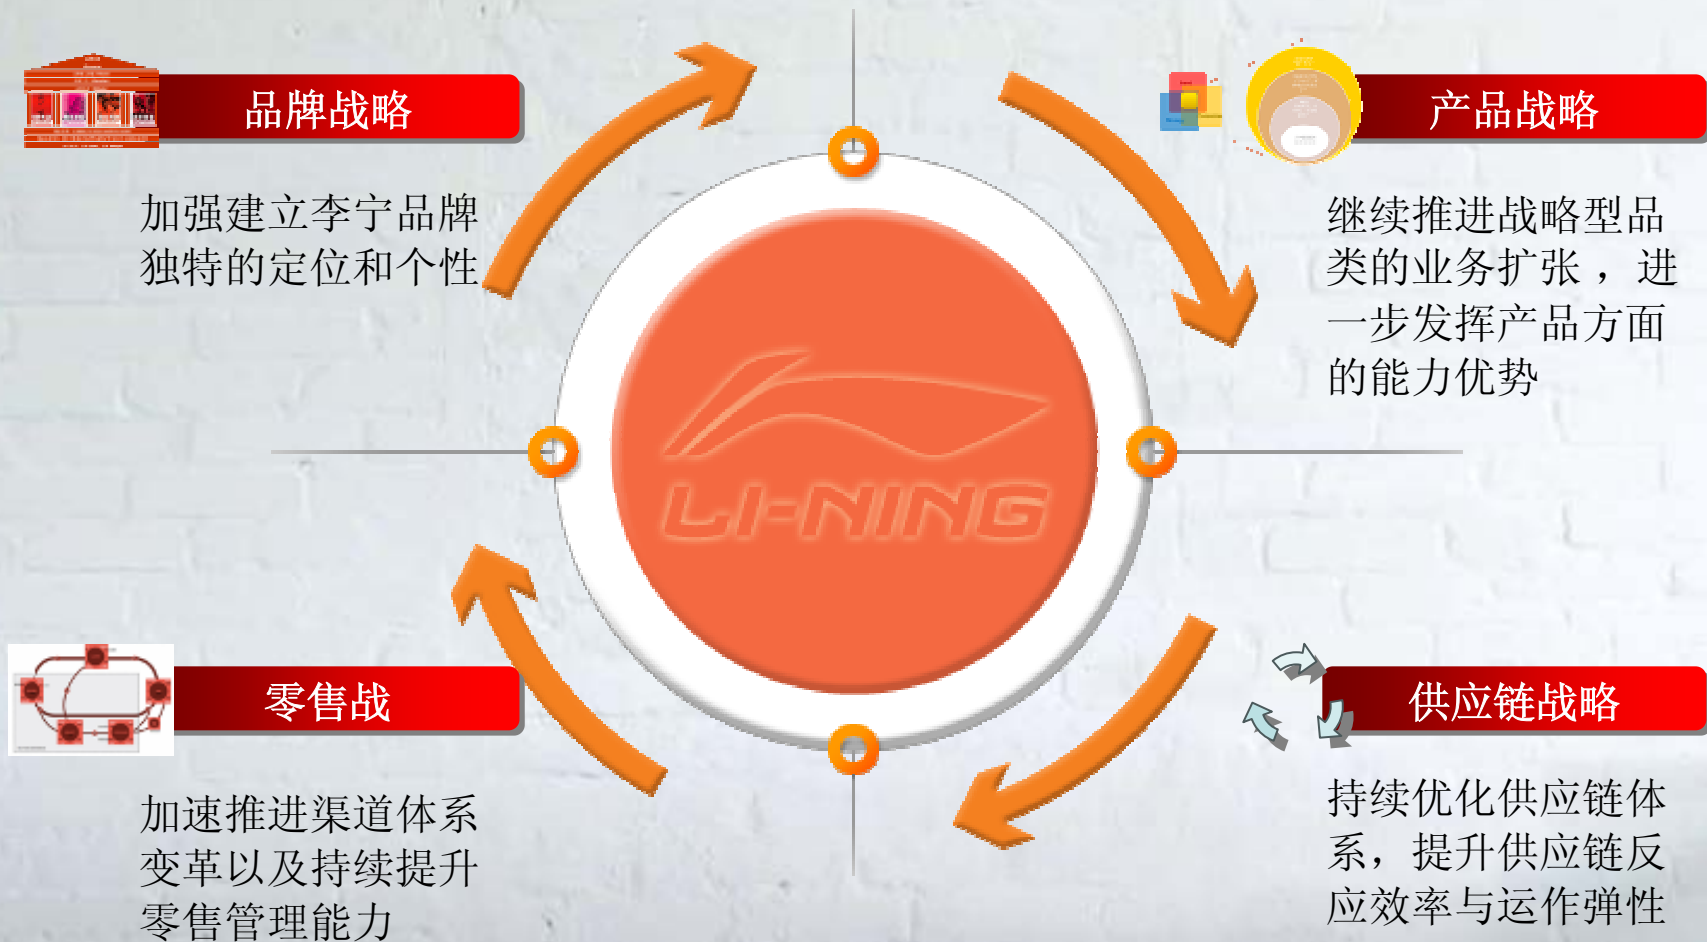 品牌战略
加强建立李宁品牌
独特的定位和个性
产品战略
继续推进战略型品
类的业务扩张，进
一步发挥产品方面
的能力优势
LI-NING
零售战
加速推进渠道体系
变革以及持续提升
零售管理能力
供应链战略
持续优化供应链体
系，提升供应链反
应效率与运作弹性